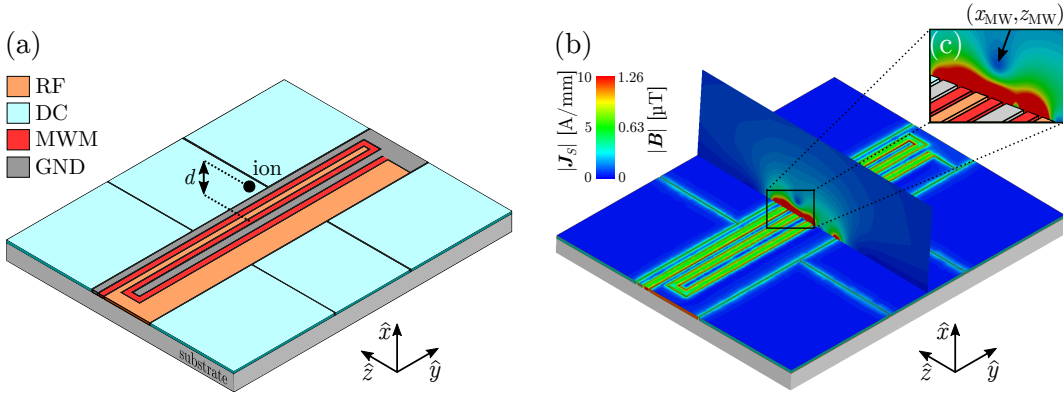 (a)
RF
DC
MWM
GND
d
ion
substrate
x̂
ẑ
ŷ
(b)
|J_S| [A/mm]
10
5
0
1.26
0.63
0
|B| [µT]
(x_MW, z_MW)
(c)
x̂
ẑ
ŷ